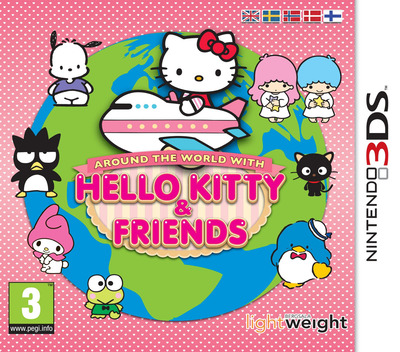 AROUND THE WORLD WITH
HELLO KITTY
&
FRIENDS
NINTENDO 3DS
3
www.pegi.info
lightweight